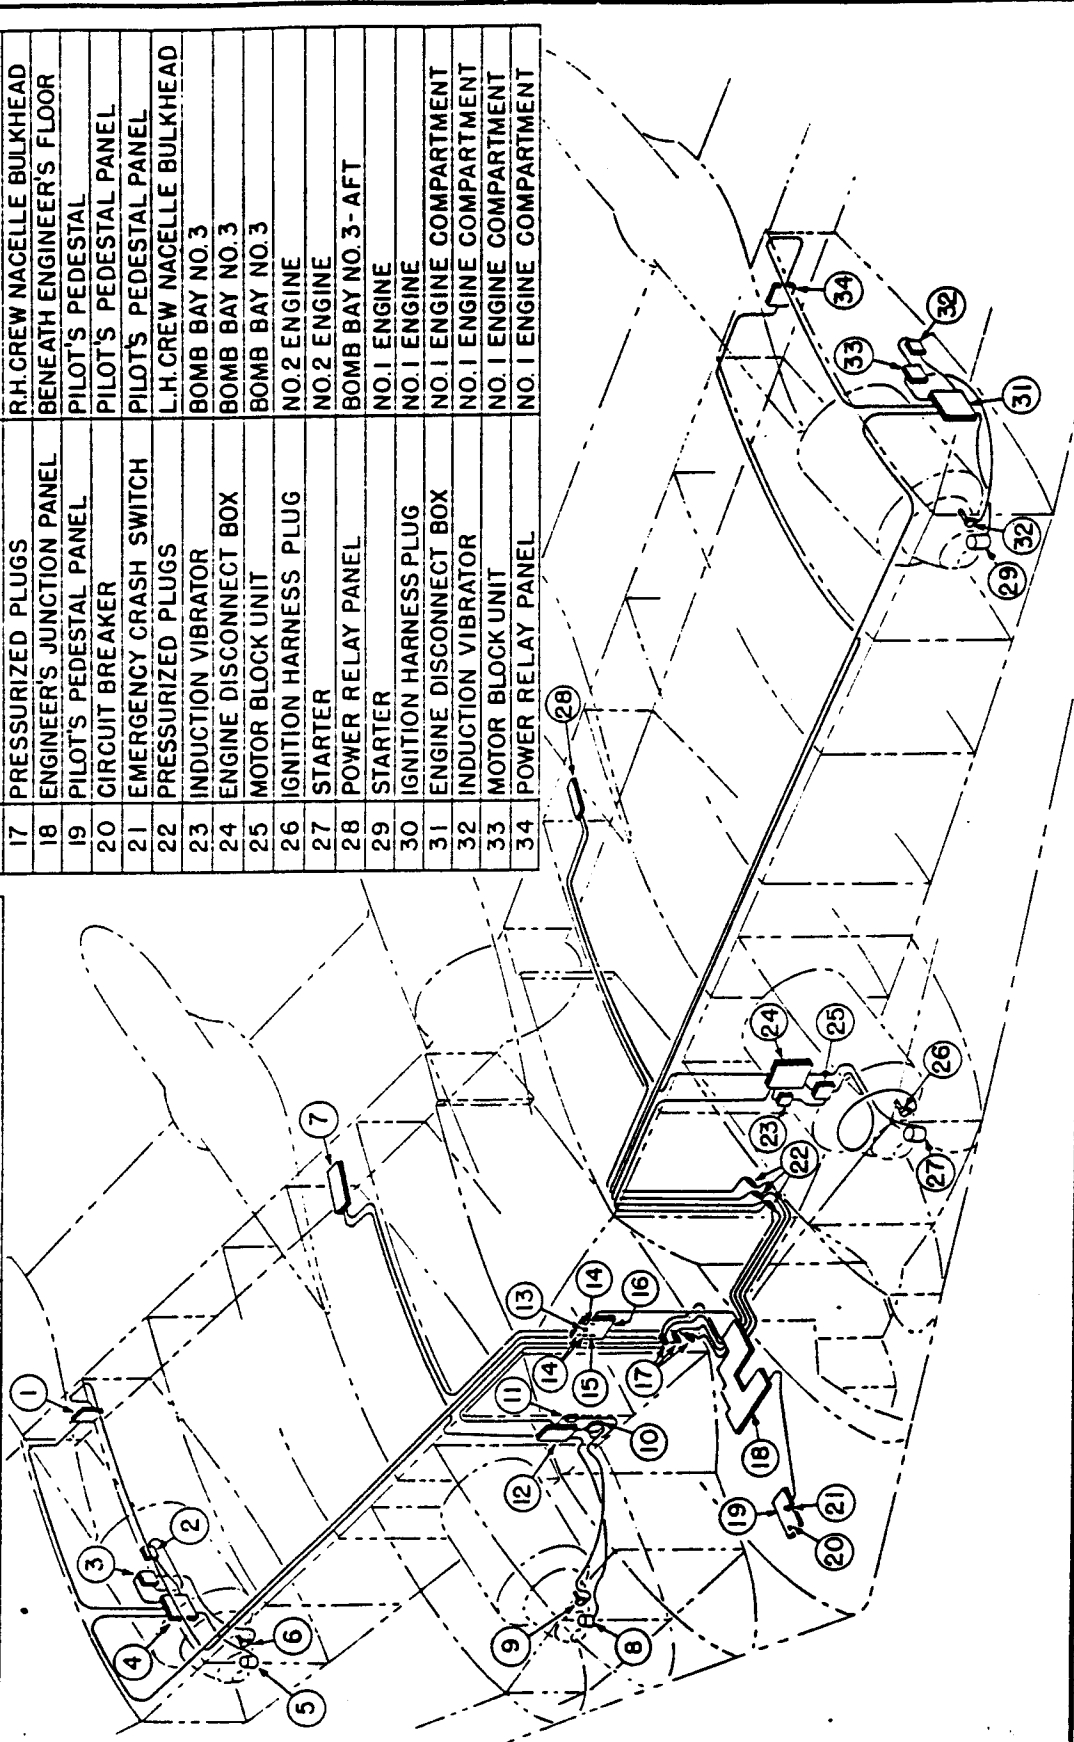 17 PRESSURIZED PLUGS R.H. CREW NACELLE BULKHEAD
18 ENGINEER'S JUNCTION PANEL BENEATH ENGINEER'S FLOOR
19 PILOT'S PEDESTAL PANEL PILOT'S PEDESTAL
20 CIRCUIT BREAKER PILOT'S PEDESTAL PANEL
21 EMERGENCY CRASH SWITCH PILOT'S PEDESTAL PANEL
22 PRESSURIZED PLUGS L.H. CREW NACELLE BULKHEAD
23 INDUCTION VIBRATOR BOMB BAY NO. 3
24 ENGINE DISCONNECT BOX BOMB BAY NO. 3
25 MOTOR BLOCK UNIT BOMB BAY NO. 3
26 IGNITION HARNESS PLUG NO. 2 ENGINE
27 STARTER NO. 2 ENGINE
28 POWER RELAY PANEL BOMB BAY NO. 3-AFT
29 STARTER NO. 1 ENGINE
30 IGNITION HARNESS PLUG NO. 1 ENGINE
31 ENGINE DISCONNECT BOX NO. 1 ENGINE COMPARTMENT
32 INDUCTION VIBRATOR NO. 1 ENGINE COMPARTMENT
33 MOTOR BLOCK UNIT NO. 1 ENGINE COMPARTMENT
34 POWER RELAY PANEL NO. 1 ENGINE COMPARTMENT
1
2
3
4
5
6
7
8
9
10
11
12
13
14
14
15
16
17
18
19
20
21
22
23
24
25
26
27
28
29
32
31
32
33
34